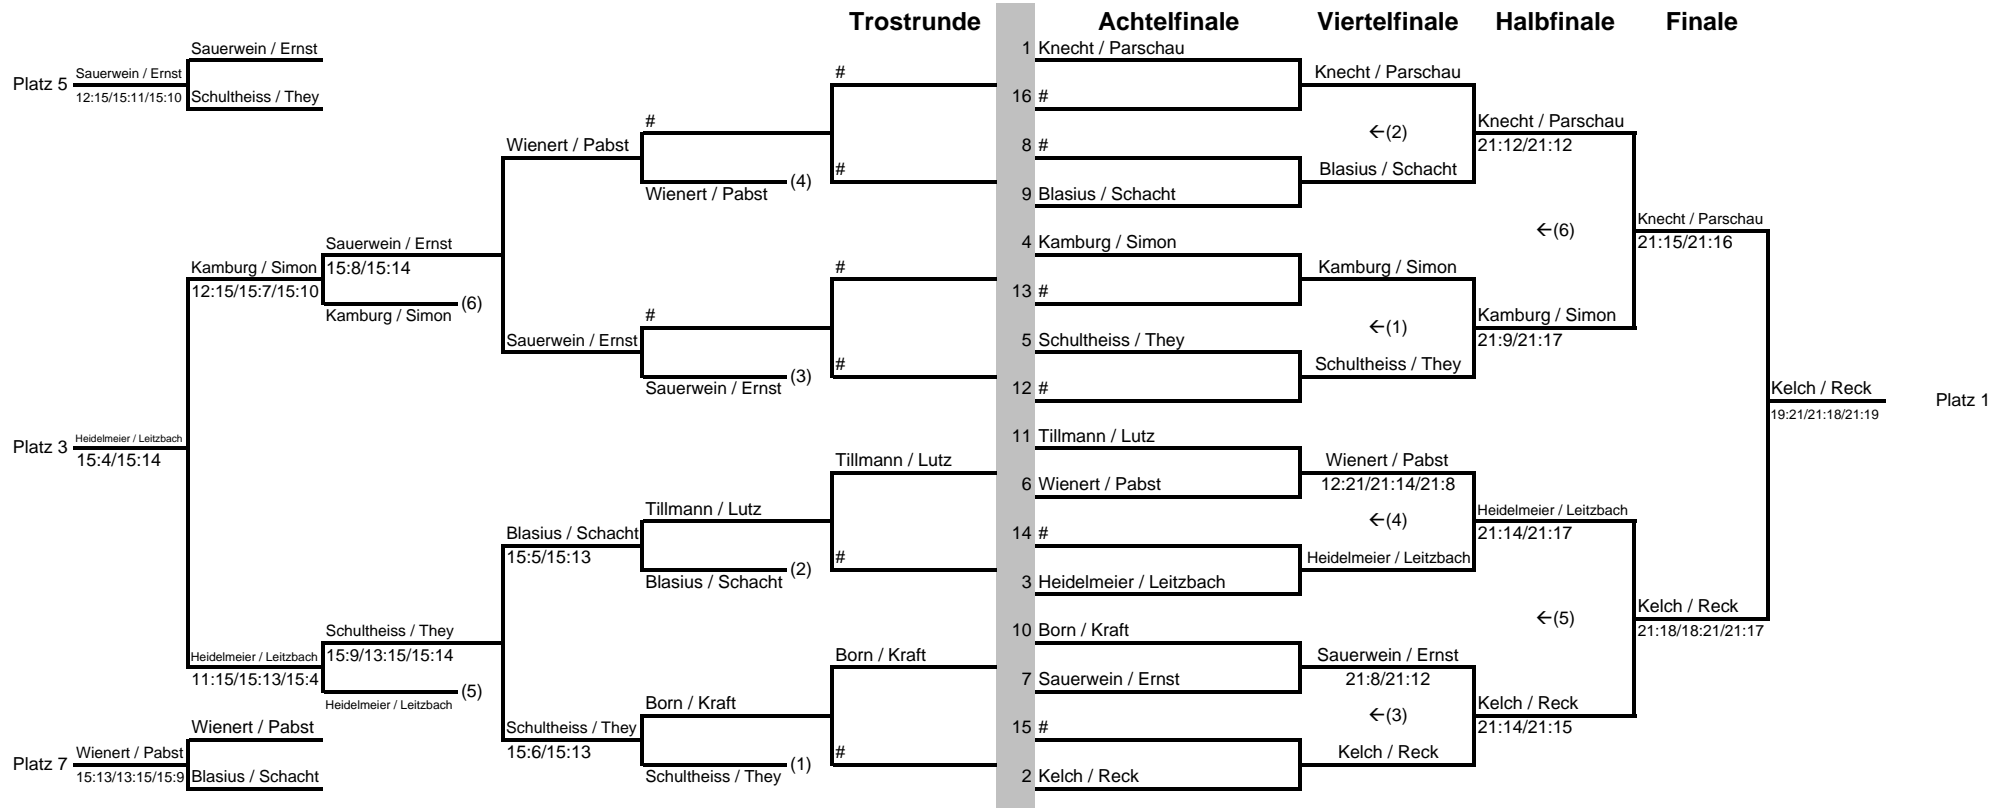 Trostrunde Achtelfinale Viertelfinale Halbfinale Finale
Sauerwein / Ernst
Platz 5 Sauerwein / Ernst
12:15/15:11/15:10
Schultheiss / They
#
Wienert / Pabst
#
Wienert / Pabst (4)
#
Sauerwein / Ernst
Kamburg / Simon 15:8/15:14
12:15/15:7/15:10
Kamburg / Simon (6)
#
Sauerwein / Ernst
#
Sauerwein / Ernst (3)
#
Platz 3 Heidelmeier / Leitzbach
15:4/15:14
Tillmann / Lutz
Tillmann / Lutz
Blasius / Schacht
15:5/15:13
Blasius / Schacht (2)
#
Schultheiss / They
Heidelmeier / Leitzbach 15:9/13:15/15:14
11:15/15:13/15:4
Heidelmeier / Leitzbach (5)
Born / Kraft
Born / Kraft
Schultheiss / They
15:6/15:13
Schultheiss / They (1)
#
Wienert / Pabst
Platz 7 Wienert / Pabst
15:13/13:15/15:9
Blasius / Schacht
1 Knecht / Parschau
16 #
8 #
9 Blasius / Schacht
4 Kamburg / Simon
13 #
5 Schultheiss / They
12 #
11 Tillmann / Lutz
6 Wienert / Pabst
14 #
3 Heidelmeier / Leitzbach
10 Born / Kraft
7 Sauerwein / Ernst
15 #
2 Kelch / Reck
Knecht / Parschau
←(2)
Blasius / Schacht
Kamburg / Simon
←(1)
Schultheiss / They
Wienert / Pabst
12:21/21:14/21:8
←(4)
Heidelmeier / Leitzbach
Sauerwein / Ernst
21:8/21:12
←(3)
Kelch / Reck
Knecht / Parschau
21:12/21:12
←(6)
Kamburg / Simon
21:9/21:17
Heidelmeier / Leitzbach
21:14/21:17
←(5)
Kelch / Reck
21:14/21:15
Knecht / Parschau
21:15/21:16
Kelch / Reck
21:18/18:21/21:17
Kelch / Reck
19:21/21:18/21:19
Platz 1